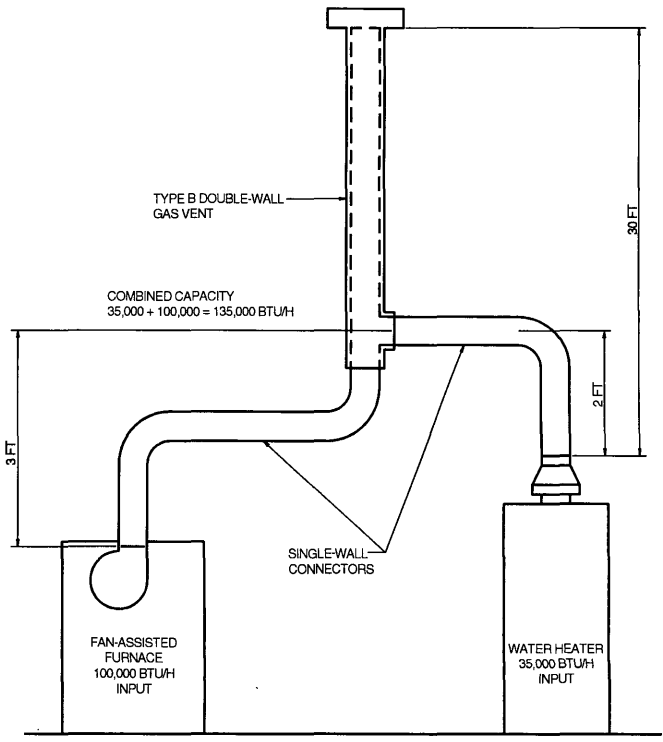 TYPE B DOUBLE-WALL
GAS VENT
30 FT
COMBINED CAPACITY
35,000 + 100,000 = 135,000 BTU/H
2 FT
3 FT
SINGLE-WALL
CONNECTORS
FAN-ASSISTED
FURNACE
100,000 BTU/H
INPUT
WATER HEATER
35,000 BTU/H
INPUT